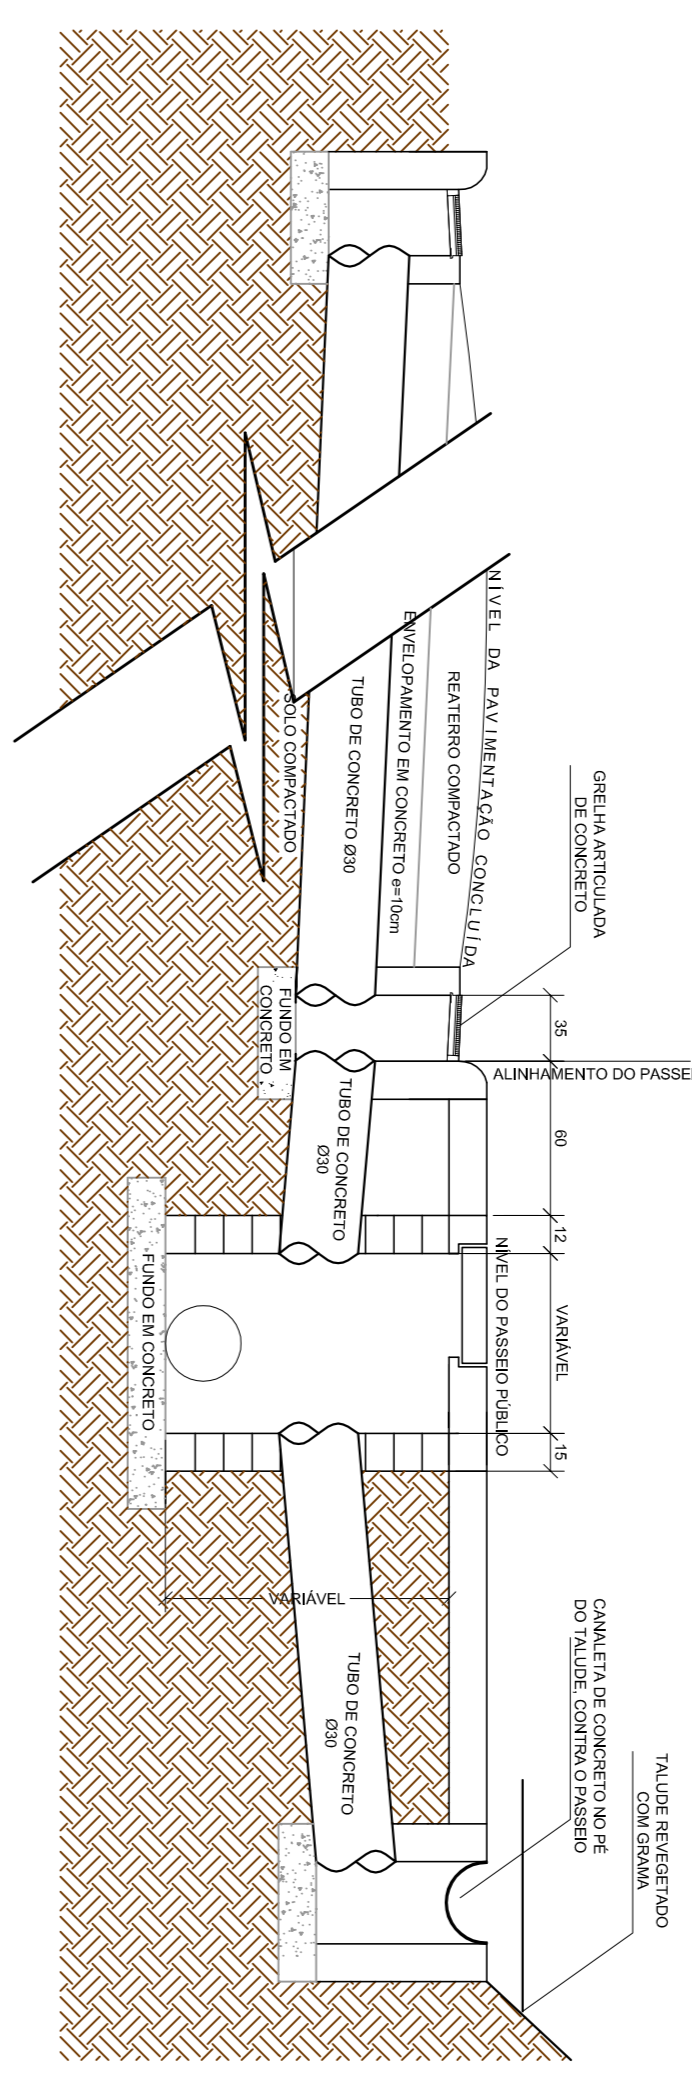 NÍVEL DA PAVIMENTAÇÃO CONCLUÍDA
REATERRO COMPACTADO
ENVELOPAMENTO EM CONCRETO e=10cm
TUBO DE CONCRETO Ø30
SOLO COMPACTADO
GRELHA ARTICULADA
DE CONCRETO
35
ALINHAMENTO DO PASSEI
60
12
VARIÁVEL
15
FUNDO EM
CONCRETO
TUBO DE CONCRETO
Ø30
NÍVEL DO PASSEIO PÚBLICO
FUNDO EM CONCRETO
VARIÁVEL
TUBO DE CONCRETO
Ø30
CANALETA DE CONCRETO NO PÉ
DO TALUDE, CONTRA O PASSEIO
TALUDE REVEGETADO
COM GRAMA